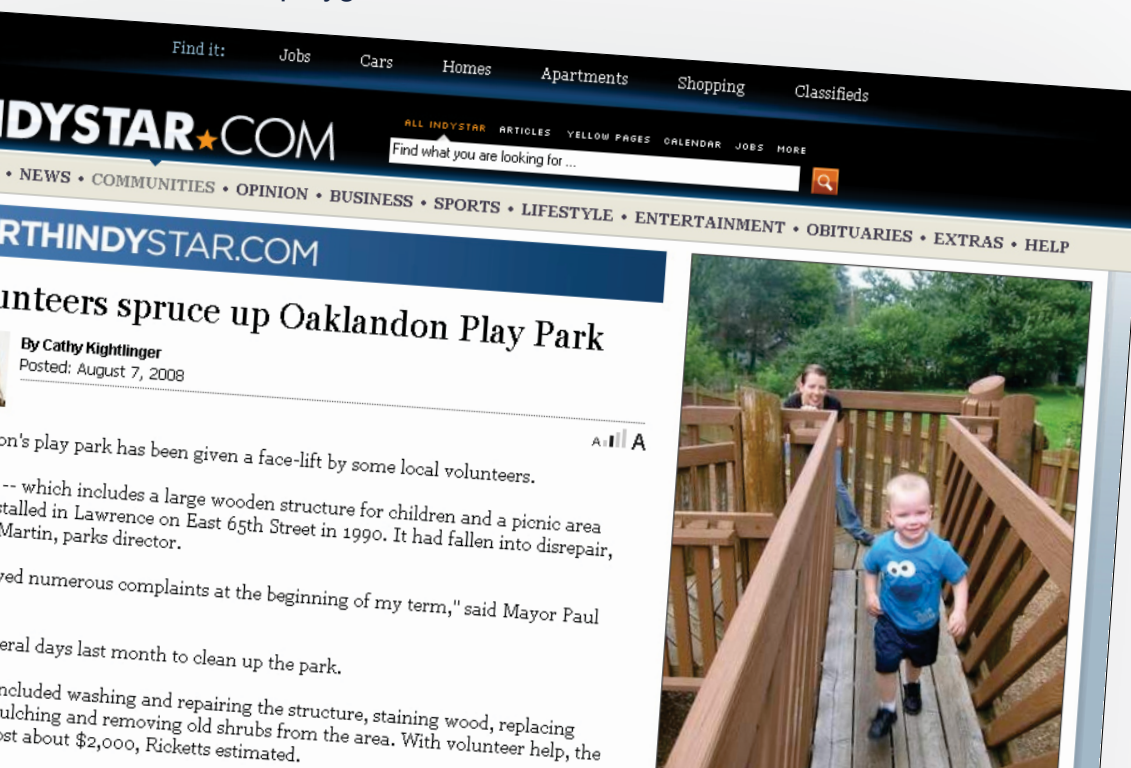 Find it: Jobs Cars Homes Apartments Shopping Classifieds
NDYSTAR★COM
ALL INDYSTAR ARTICLES YELLOW PAGES CALENDAR JOBS MORE
Find what you are looking for ...
• NEWS • COMMUNITIES • OPINION • BUSINESS • SPORTS • LIFESTYLE • ENTERTAINMENT • OBITUARIES • EXTRAS • HELP
RTHINDYSTAR.COM
unteers spruce up Oaklandon Play Park
By Cathy Kightlinger
Posted: August 7, 2008
A A
on's play park has been given a face-lift by some local volunteers.
-- which includes a large wooden structure for children and a picnic area
stalled in Lawrence on East 65th Street in 1990. It had fallen into disrepair,
Martin, parks director.
ved numerous complaints at the beginning of my term," said Mayor Paul
eral days last month to clean up the park.
ncluded washing and repairing the structure, staining wood, replacing
ulching and removing old shrubs from the area. With volunteer help, the
ost about $2,000, Ricketts estimated.